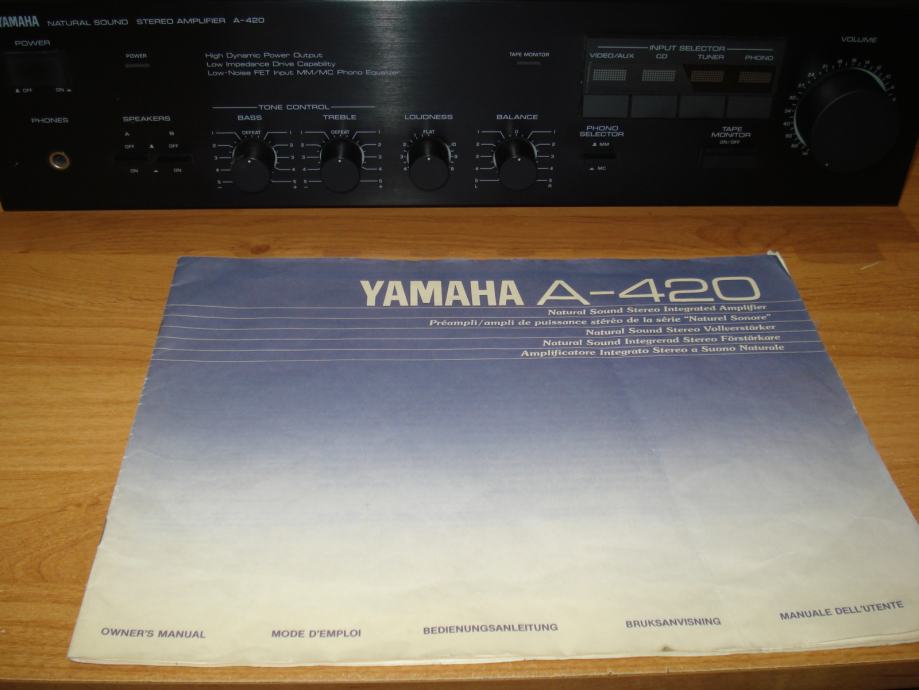 YAMAHA NATURAL SOUND STEREO AMPLIFIER A-420
POWER
▲ OFF ON ▲
POWER
High Dynamic Power Output
Low Impedance Drive Capability
Low-Noise FET Input MM/MC Phono Equalizer
TAPE MONITOR
INPUT SELECTOR
VIDEO/AUX CD TUNER PHONO
VOLUME
PHONES
SPEAKERS
A B
OFF ▲ OFF
ON ▲ ON
TONE CONTROL
BASS TREBLE
DEFEAT DEFEAT
LOUDNESS
FLAT
BALANCE
0
L R
PHONO
SELECTOR
▲ MM
▲ MC
TAPE
MONITOR
ON/OFF
YAMAHA A-420
Natural Sound Stereo Integrated Amplifier
Préampli/ampli de puissance stéréo de la série "Naturel Sonore"
Natural Sound Stereo Vollverstärker
Natural Sound Integrerad Stereo Förstärkare
Amplificatore Integrato Stereo a Suono Naturale
OWNER'S MANUAL MODE D'EMPLOI BEDIENUNGSANLEITUNG BRUKSANVISNING MANUALE DELL'UTENTE